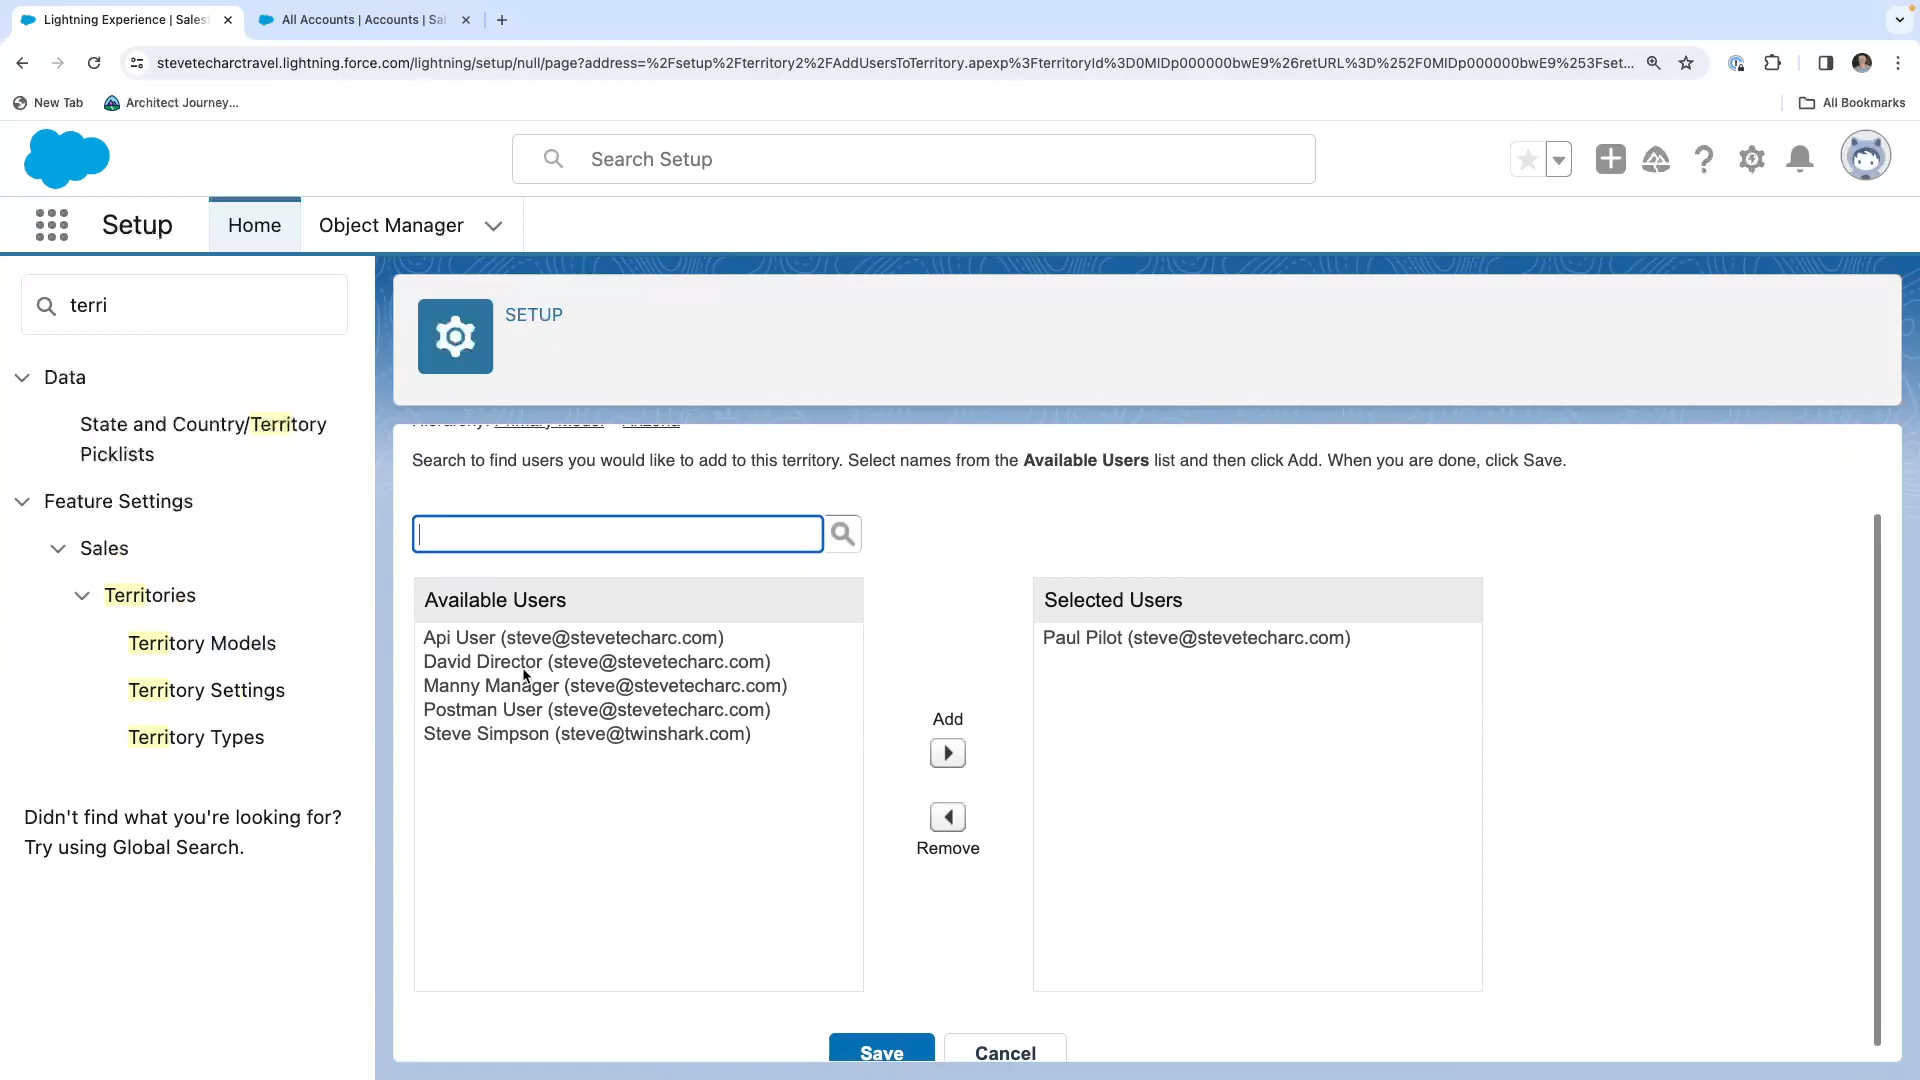 Lightning Experience | Sales
All Accounts | Accounts | Sal
stevetecharctravel.lightning.force.com/lightning/setup/null/page?address=%2Fsetup%2Fterritory2%2FAddUsersToTerritory.apexp%3FterritoryId%3D0MIDp000000bwE9%26retURL%3D%252F0MIDp000000bwE9%253Fset...
New Tab
Architect Journey...
All Bookmarks
Search Setup
Setup
Home
Object Manager
terri
Data
State and Country/Territory
Picklists
Feature Settings
Sales
Territories
Territory Models
Territory Settings
Territory Types
Didn't find what you're looking for?
Try using Global Search.
SETUP
Hierarchy: Primary Model Arizona
Search to find users you would like to add to this territory. Select names from the Available Users list and then click Add. When you are done, click Save.
Available Users
Api User (steve@stevetecharc.com)
David Director (steve@stevetecharc.com)
Manny Manager (steve@stevetecharc.com)
Postman User (steve@stevetecharc.com)
Steve Simpson (steve@twinshark.com)
Add
Remove
Selected Users
Paul Pilot (steve@stevetecharc.com)
Save
Cancel